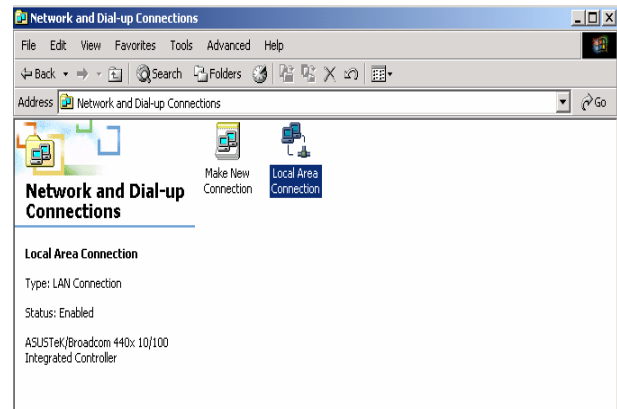 Network and Dial-up Connections
File Edit View Favorites Tools Advanced Help
Back Search Folders
Address Network and Dial-up Connections Go
Make New Connection
Local Area Connection
Network and Dial-up
Connections
Local Area Connection
Type: LAN Connection
Status: Enabled
ASUSTeK/Broadcom 440x 10/100
Integrated Controller